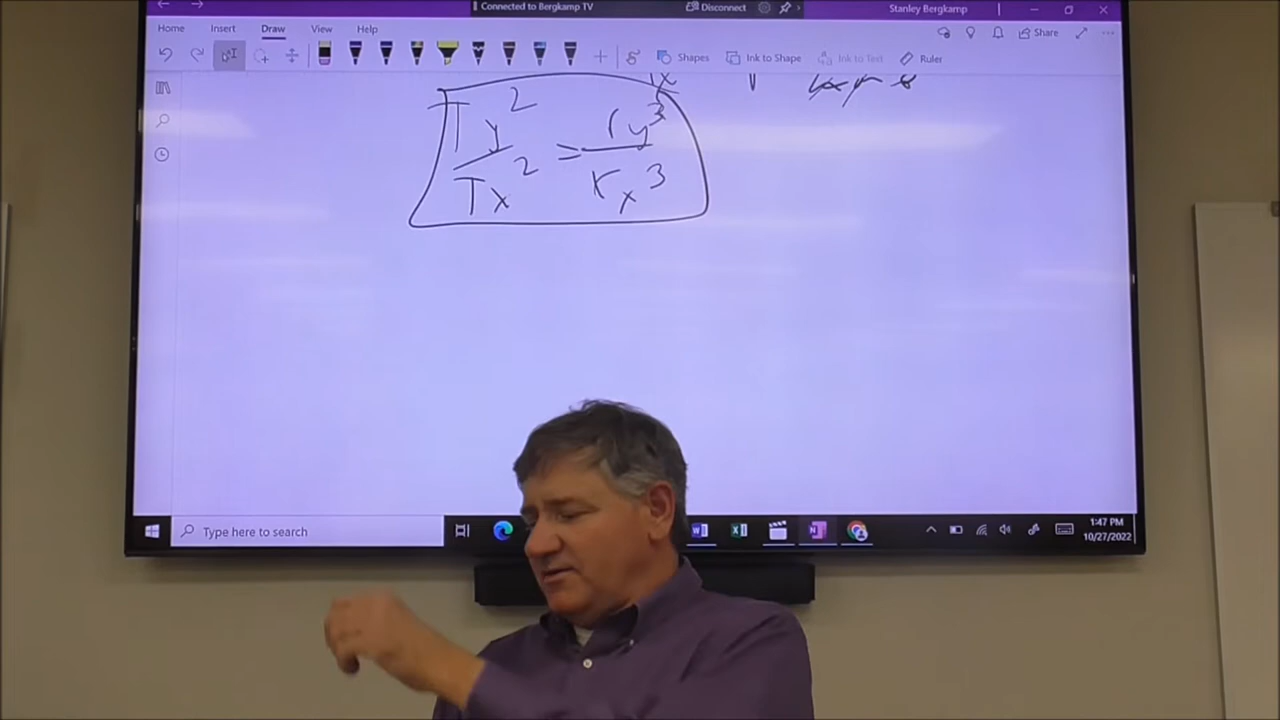 Connected to Bergkamp TV
Disconnect
Stanley Bergkamp
Home Insert Draw View Help
Share
Shapes Ink to Shape Ink to Text Ruler
Ty² / Tx² = ry³ / rx³
Type here to search
1:47 PM
10/27/2022